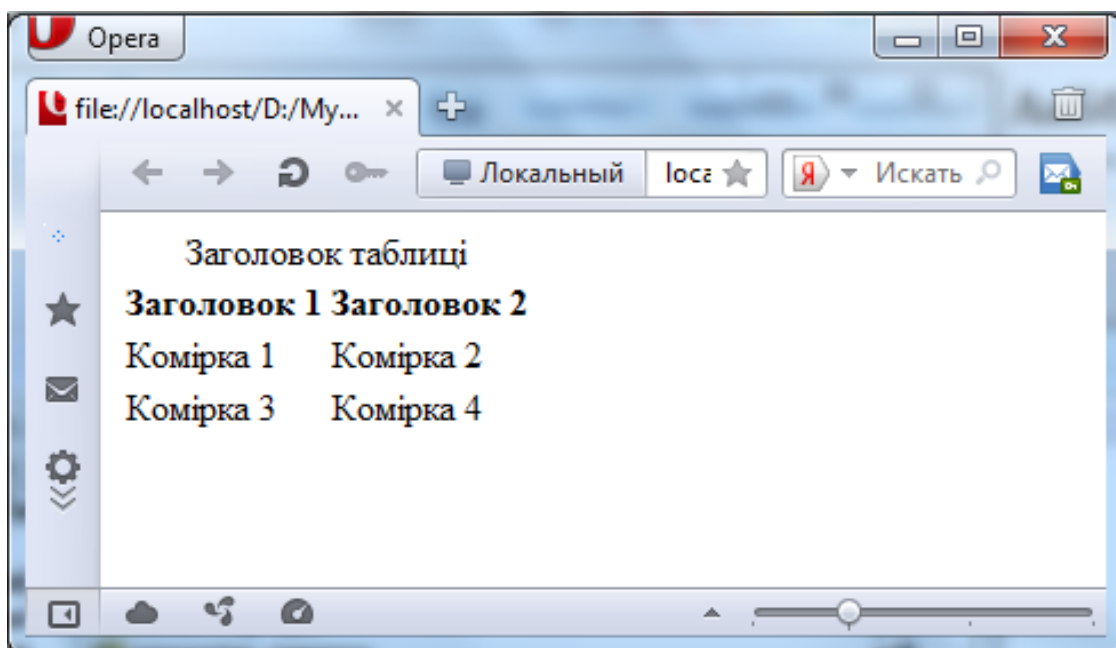 Opera
file://localhost/D:/My...
Локальный loca Я Искать
Заголовок таблиці
Заголовок 1 Заголовок 2
Комірка 1 Комірка 2
Комірка 3 Комірка 4